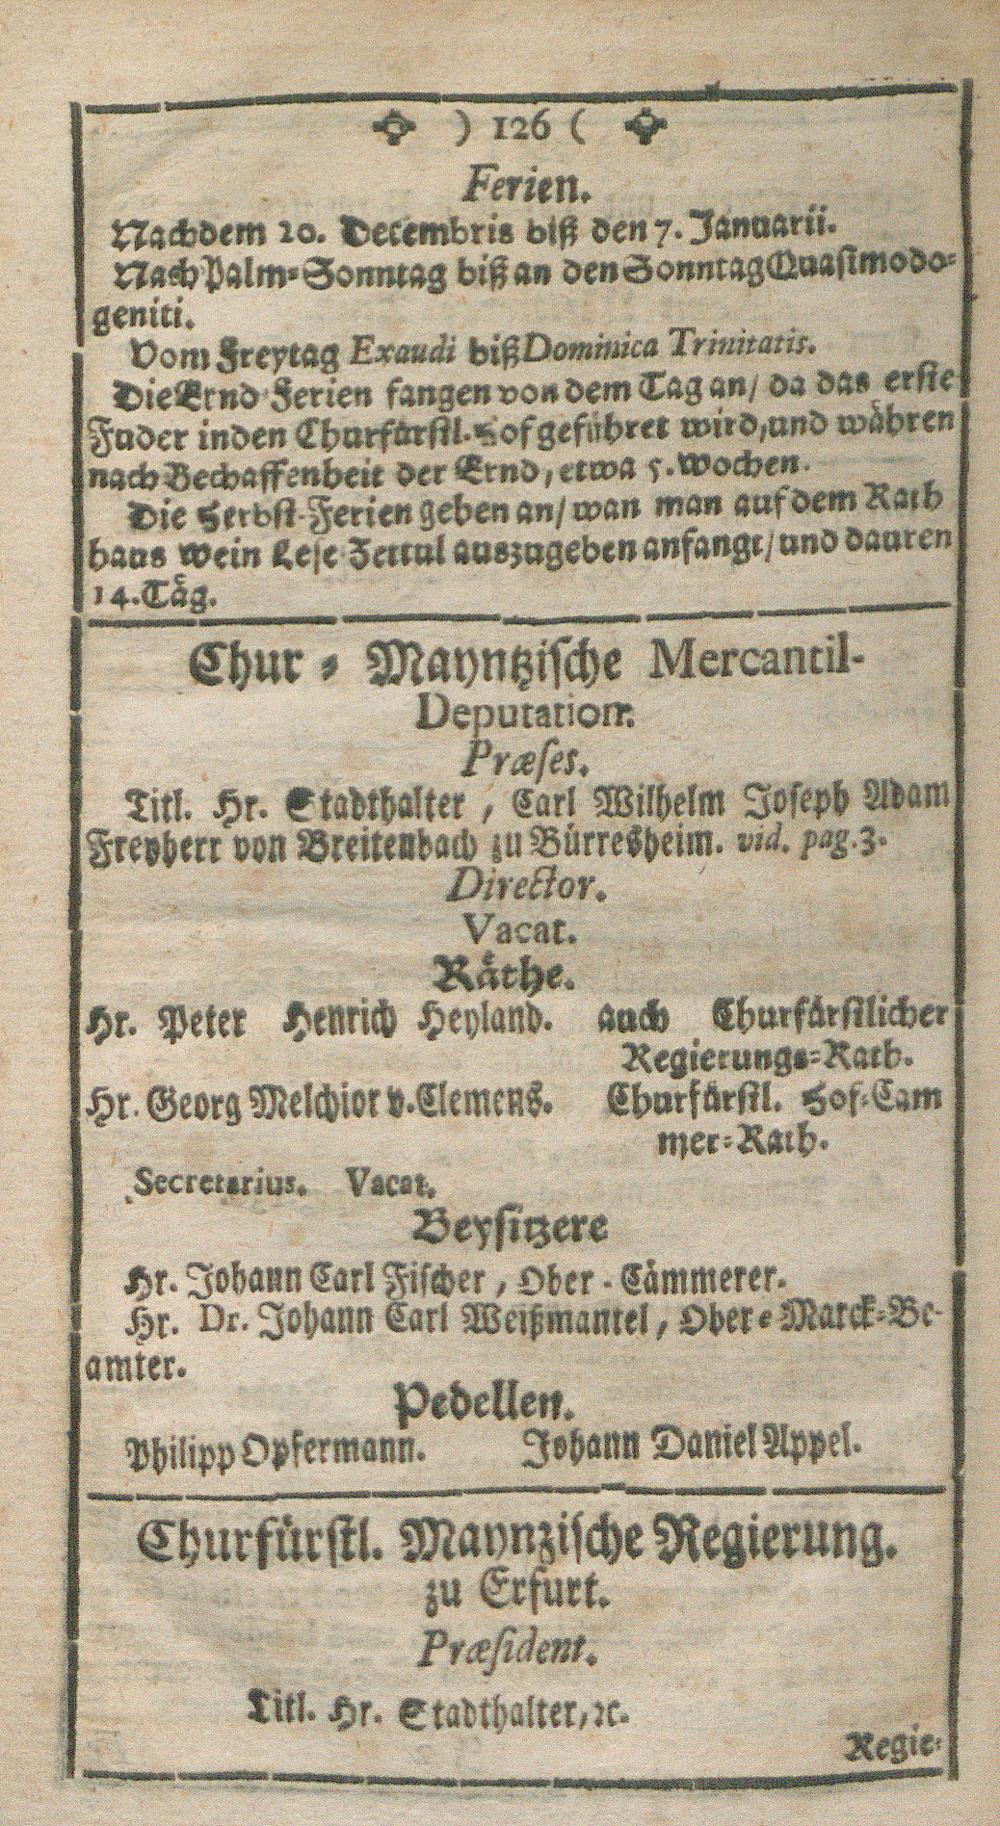 ) 126 (
Ferien.
Nachdem 20. Decembris biß den 7. Januarii.
Nach Palm-Sonntag biß an den Sonntag Quasimodo-
geniti.
Vom Freytag Exaudi biß Dominica Trinitatis.
Die Ernd-Ferien fangen von dem Tag an/ da das erste
Fuder in den Churfürstl. Hof geführet wird, und währen
nach Bechaffenheit der Ernd, etwa 5. Wochen.
Die Herbst-Ferien gehen an/ wan man auf dem Rath
haus Wein Lese Zettul auszugeben anfangt/ und dauren
14. Täg.
Chur-Mayntzische Mercantil-
Deputation.
Præses.
Titl. Hr. Stadthalter, Carl Wilhelm Joseph Adam
Freyherr von Breitenbach zu Bürresheim. vid. pag. 3.
Director.
Vacat.
Räthe.
Hr. Peter Henrich Heyland. auch Churfürstlicher
Regierungs-Rath.
Hr. Georg Melchior v. Clemens. Churfürstl. Hof-Cam
mer-Rath.
Secretarius. Vacat.
Beysitzere
Hr. Johann Carl Fischer, Ober-Cämmerer.
Hr. Dr. Johann Carl Weißmantel, Ober-Marck-Be-
amter.
Pedellen.
Philipp Opfermann. Johann Daniel Appel.
Churfürstl. Maynzische Regierung.
zu Erfurt.
Præsident.
Titl. Hr. Stadthalter, ꝛc.
Regie-